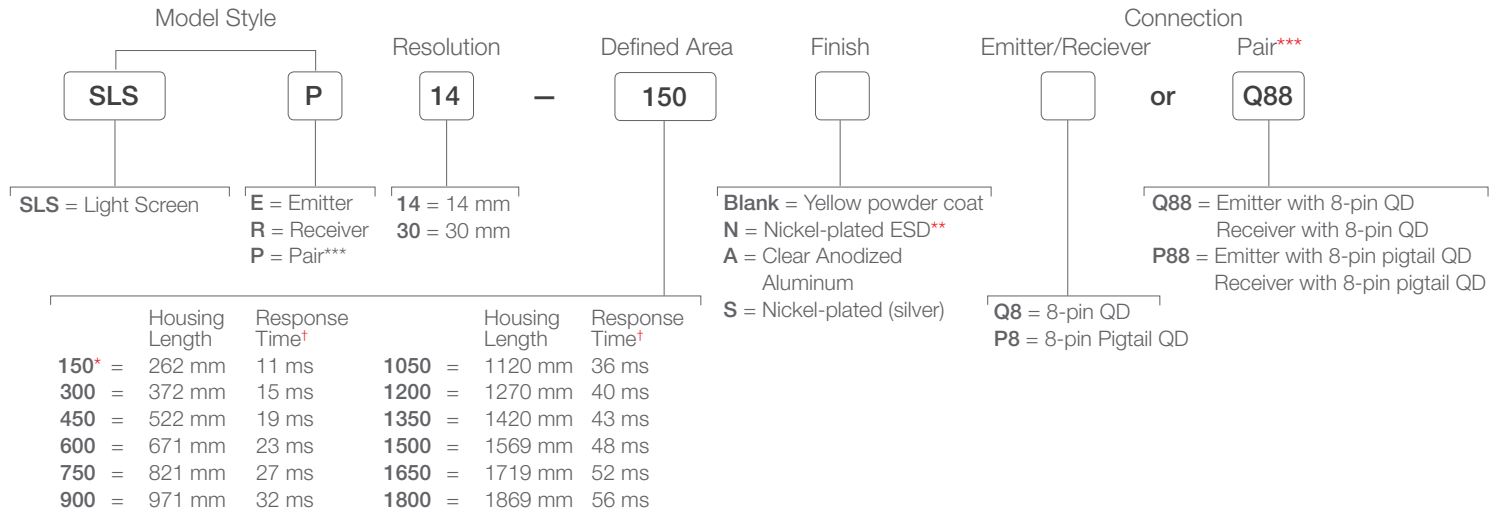 Model Style
Connection
Resolution
Defined Area
Finish
Emitter/Reciever
Pair***
SLS
P
14
–
150
or
Q88
SLS = Light Screen
E = Emitter
R = Receiver
P = Pair***
14 = 14 mm
30 = 30 mm
Blank = Yellow powder coat
N = Nickel-plated ESD**
A = Clear Anodized
Aluminum
S = Nickel-plated (silver)
Q8 = 8-pin QD
P8 = 8-pin Pigtail QD
Q88 = Emitter with 8-pin QD
Receiver with 8-pin QD
P88 = Emitter with 8-pin pigtail QD
Receiver with 8-pin pigtail QD
Housing Length Response Time† Housing Length Response Time†
150* = 262 mm 11 ms 1050 = 1120 mm 36 ms
300 = 372 mm 15 ms 1200 = 1270 mm 40 ms
450 = 522 mm 19 ms 1350 = 1420 mm 43 ms
600 = 671 mm 23 ms 1500 = 1569 mm 48 ms
750 = 821 mm 27 ms 1650 = 1719 mm 52 ms
900 = 971 mm 32 ms 1800 = 1869 mm 56 ms